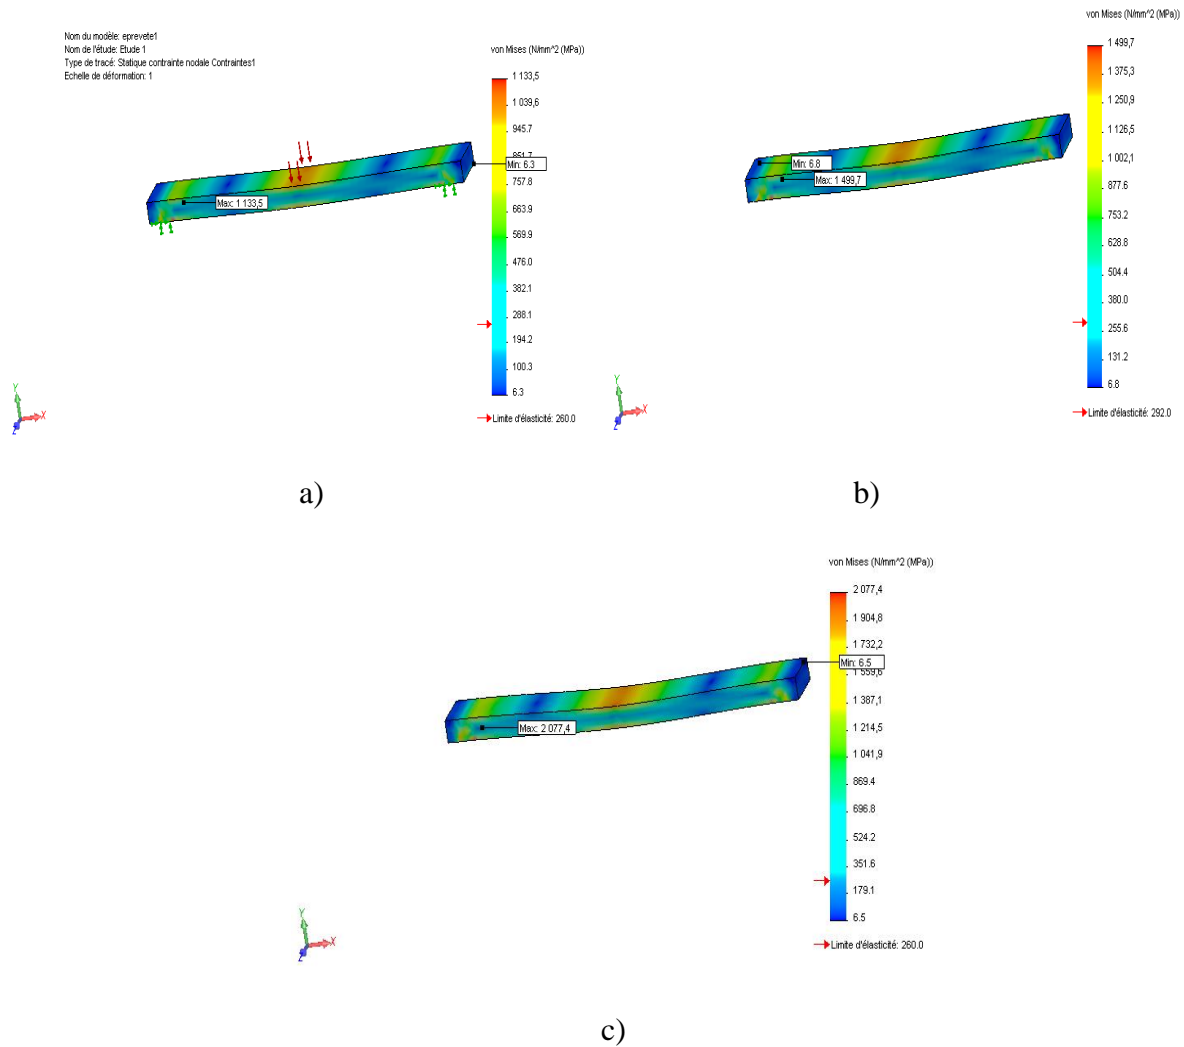 Nom du modèle: eprevete1
Nom de l'étude: Etude 1
Type de tracé: Statique contrainte nodale Contraintes1
Echelle de déformation: 1
von Mises (N/mm^2 (MPa))
1 133,5
1 039,6
945.7
851.7
757.8
663.9
569.9
476.0
382.1
288.1
194.2
100.3
6.3
Limite d'élasticité: 260.0
Min: 6.3
Max: 1 133,5
Y
X
Z
a)
von Mises (N/mm^2 (MPa))
1 499,7
1 375,3
1 250,9
1 126,5
1 002,1
877.6
753.2
628.8
504.4
380.0
255.6
131.2
6.8
Limite d'élasticité: 292.0
Min: 6.8
Max: 1 499,7
Y
X
Z
b)
von Mises (N/mm^2 (MPa))
2 077,4
1 904,8
1 732,2
1 559,6
1 387,1
1 214,5
1 041,9
869.4
696.8
524.2
351.6
179.1
6.5
Limite d'élasticité: 260.0
Min: 6.5
Max: 2 077,4
Y
X
Z
c)